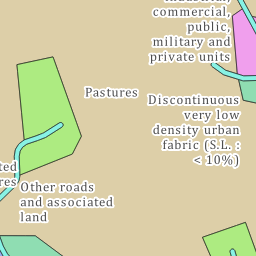 commercial,
public,
military and
private units
Pastures
Discontinuous
very low
density urban
fabric (S.L. :
< 10%)
Other roads
and associated
land